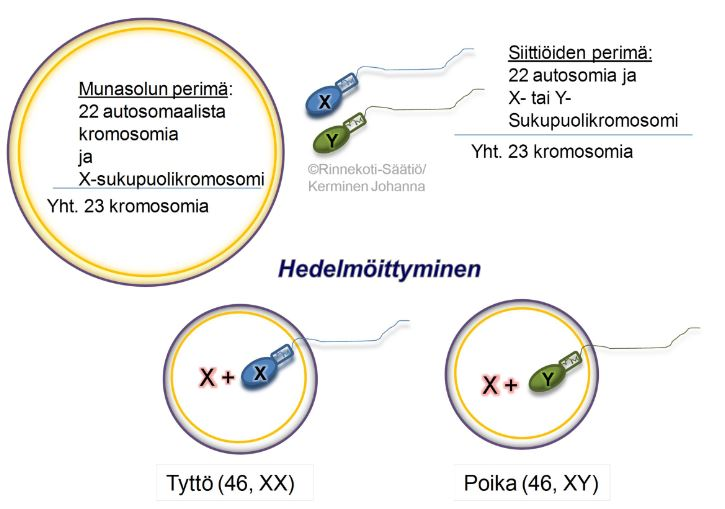 Munasolun perimä:
22 autosomaalista
kromosomia
ja
X-sukupuolikromosomi
Yht. 23 kromosomia
X
Y
©Rinnekoti-Säätiö/
Kerminen Johanna
Siittiöiden perimä:
22 autosomia ja
X- tai Y-
Sukupuolikromosomi
Yht. 23 kromosomia
Hedelmöittyminen
X + X
X + Y
Tyttö (46, XX)
Poika (46, XY)